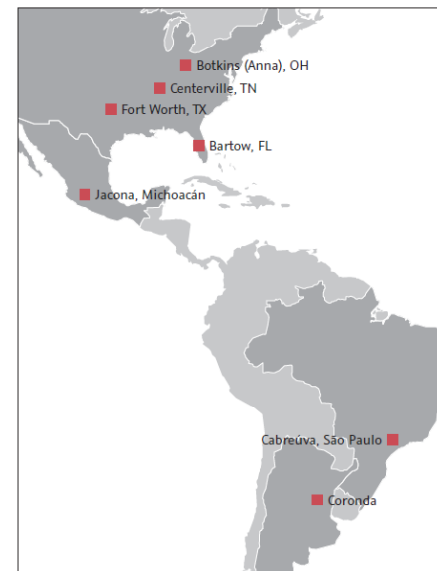 Botkins (Anna), OH
Centerville, TN
Fort Worth, TX
Bartow, FL
Jacona, Michoacán
Cabreúva, São Paulo
Coronda